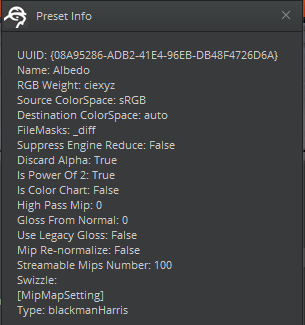 Preset Info
UUID: {08A95286-ADB2-41E4-96EB-DB48F4726D6A}
Name: Albedo
RGB Weight: ciexyz
Source ColorSpace: sRGB
Destination ColorSpace: auto
FileMasks: _diff
Suppress Engine Reduce: False
Discard Alpha: True
Is Power Of 2: True
Is Color Chart: False
High Pass Mip: 0
Gloss From Normal: 0
Use Legacy Gloss: False
Mip Re-normalize: False
Streamable Mips Number: 100
Swizzle:
[MipMapSetting]
Type: blackmanHarris